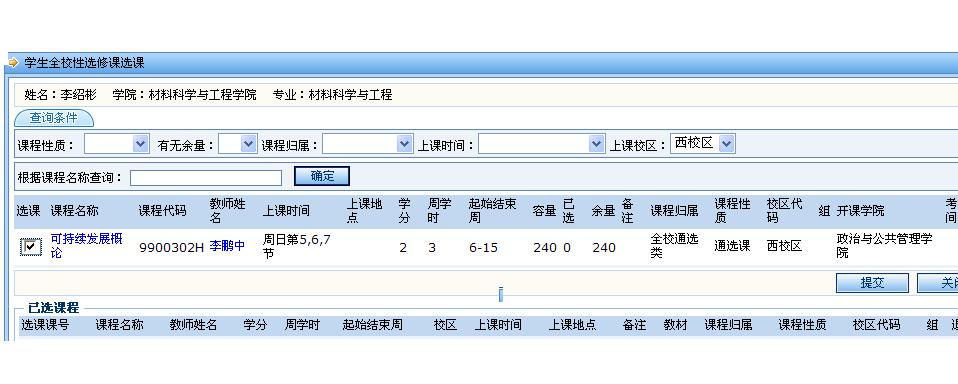 学生全校性选修课选课
姓名：李绍彬 学院：材料科学与工程学院 专业：材料科学与工程
查询条件
课程性质： 有无余量： 课程归属： 上课时间： 上课校区： 西校区
根据课程名称查询： 确定
选课 课程名称 课程代码 教师姓名 上课时间 上课地点 学分 周学时 起始结束周 容量 已选 余量 备注 课程归属 课程性质 校区代码 组 开课学院 考 间
可持续发展概论 9900302H 李鹏中 周日第5,6,7节 2 3 6-15 240 0 240 全校通选类 通选课 西校区 政治与公共管理学院
提交 关
已选课程
选课课号 课程名称 教师姓名 学分 周学时 起始结束周 校区 上课时间 上课地点 备注 教材 课程归属 课程性质 校区代码 组